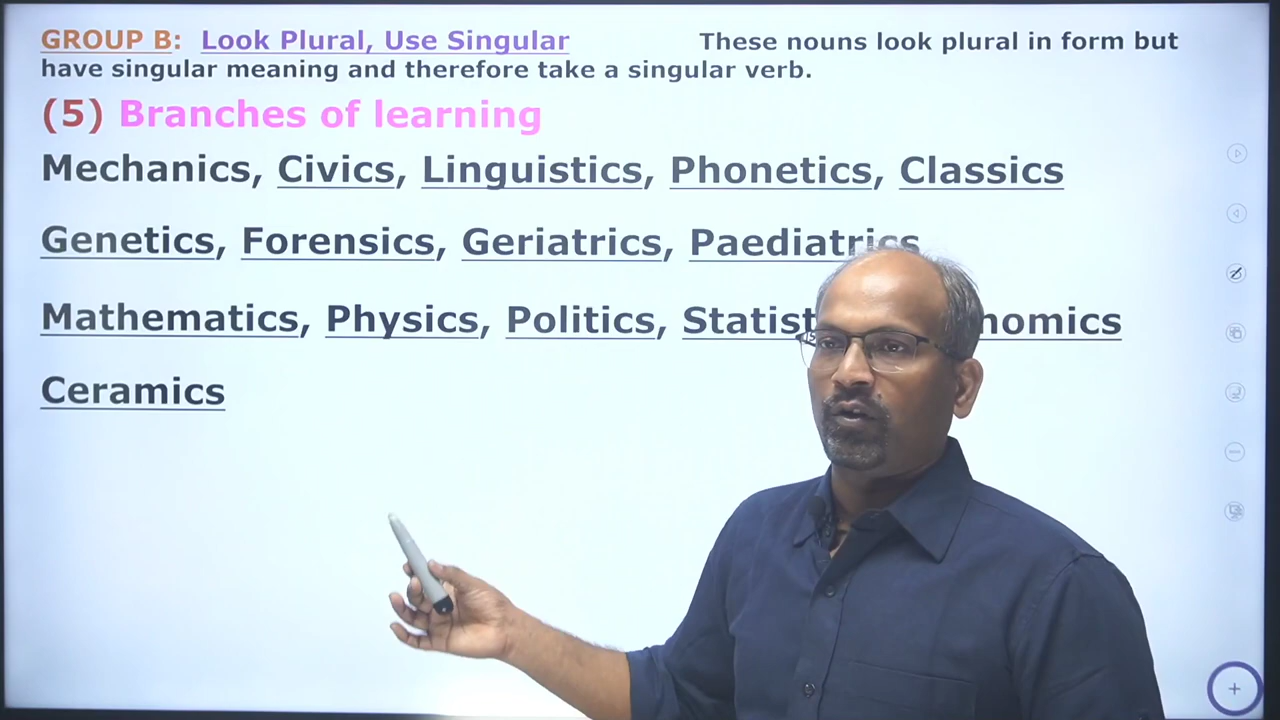 GROUP B: Look Plural, Use Singular These nouns look plural in form but
have singular meaning and therefore take a singular verb.
(5) Branches of learning
Mechanics, Civics, Linguistics, Phonetics, Classics
Genetics, Forensics, Geriatrics, Paediatrics
Mathematics, Physics, Politics,
Ceramics